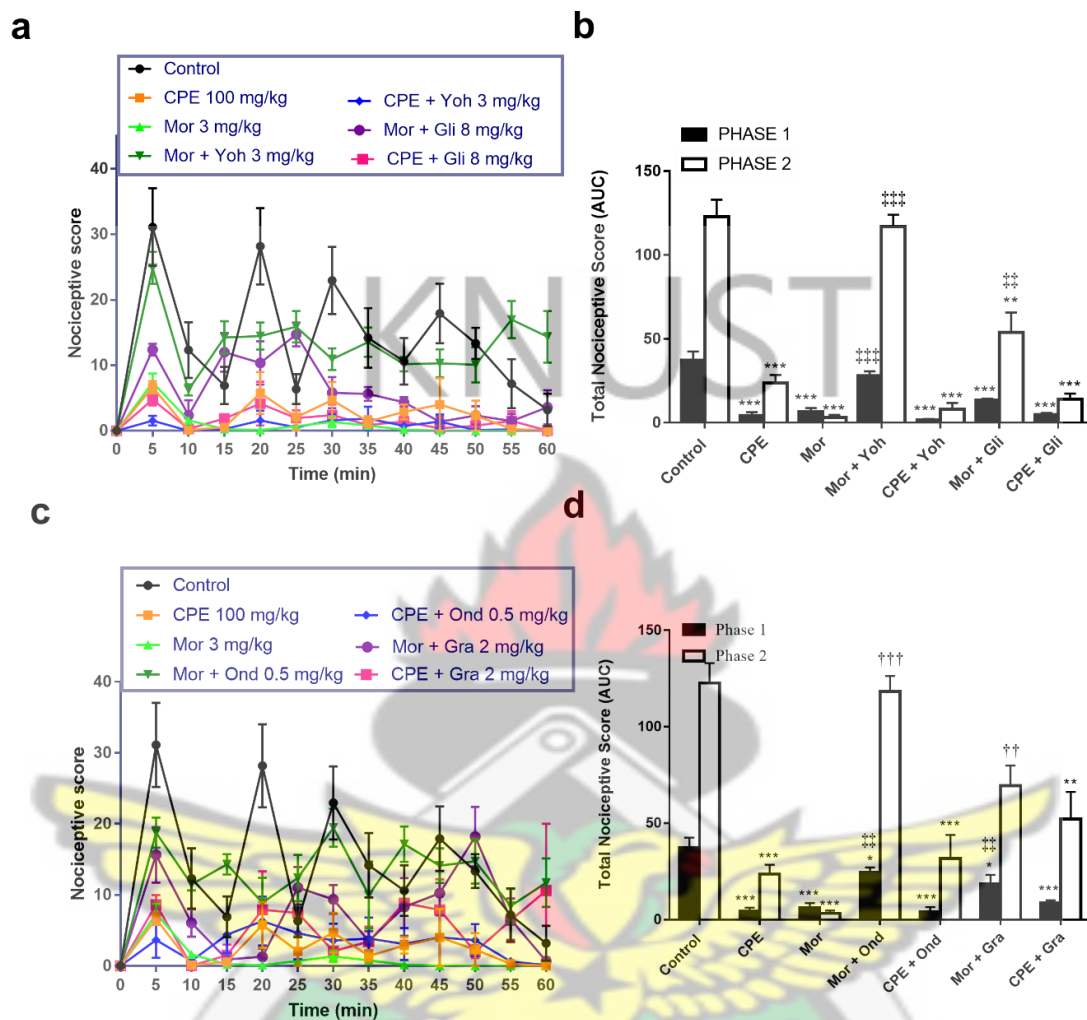 a
Control
CPE 100 mg/kg
Mor 3 mg/kg
Mor + Yoh 3 mg/kg
CPE + Yoh 3 mg/kg
Mor + Gli 8 mg/kg
CPE + Gli 8 mg/kg
Nociceptive score
40
30
20
10
0
0 5 10 15 20 25 30 35 40 45 50 55 60
Time (min)
b
PHASE 1
PHASE 2
Total Nociceptive Score (AUC)
150
100
50
0
*** *** *** *** ‡‡‡ ‡‡‡ *** *** *** ‡‡ ** *** ***
Control CPE Mor Mor + Yoh CPE + Yoh Mor + Gli CPE + Gli
KNUST
c
Control
CPE 100 mg/kg
Mor 3 mg/kg
Mor + Ond 0.5 mg/kg
CPE + Ond 0.5 mg/kg
Mor + Gra 2 mg/kg
CPE + Gra 2 mg/kg
Nociceptive score
40
30
20
10
0
0 5 10 15 20 25 30 35 40 45 50 55 60
Time (min)
d
Phase 1
Phase 2
Total Nociceptive Score (AUC)
150
100
50
0
*** *** *** *** ‡‡ * ††† *** *** ‡‡ * †† *** **
Control CPE Mor Mor + Ond CPE + Ond Mor + Gra CPE + Gra